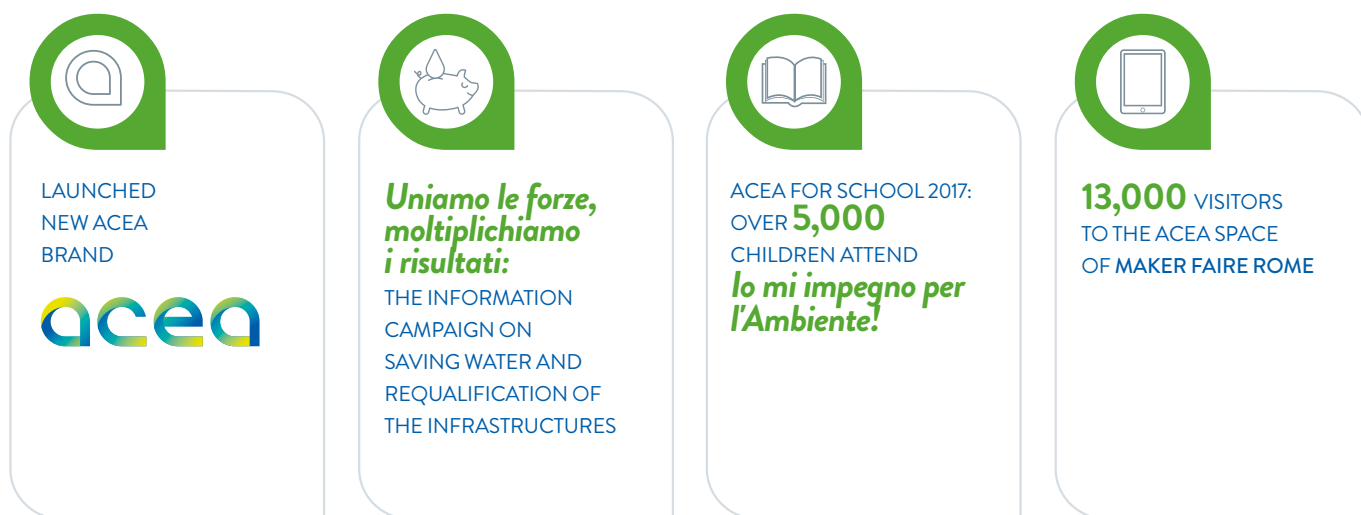 LAUNCHED
NEW ACEA
BRAND
acea
Uniamo le forze,
moltiplichiamo
i risultati:
THE INFORMATION
CAMPAIGN ON
SAVING WATER AND
REQUALIFICATION OF
THE INFRASTRUCTURES
ACEA FOR SCHOOL 2017:
OVER 5,000
CHILDREN ATTEND
Io mi impegno per
l'Ambiente!
13,000 VISITORS
TO THE ACEA SPACE
OF MAKER FAIRE ROME